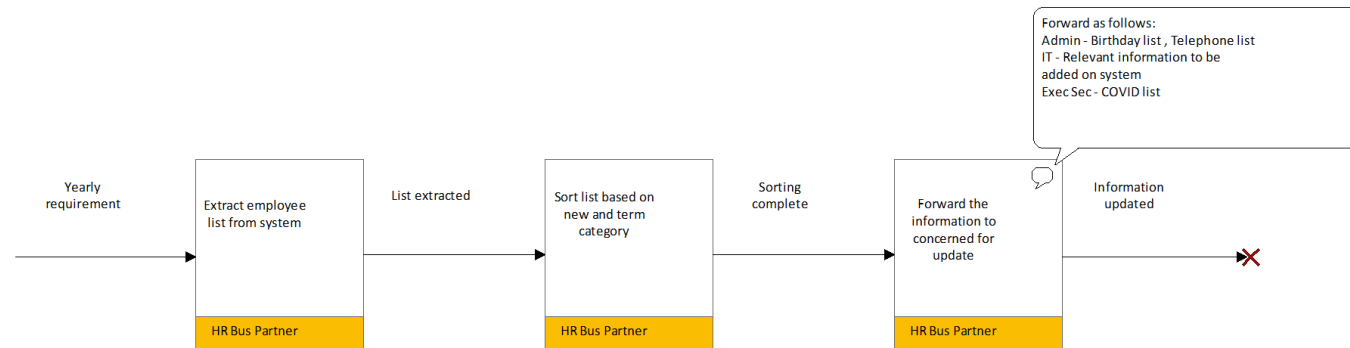 Forward as follows:
Admin - Birthday list , Telephone list
IT - Relevant information to be
added on system
Exec Sec - COVID list
Yearly
requirement
Extract employee
list from system
HR Bus Partner
List extracted
Sort list based on
new and term
category
HR Bus Partner
Sorting
complete
Forward the
information to
concerned for
update
HR Bus Partner
Information
updated